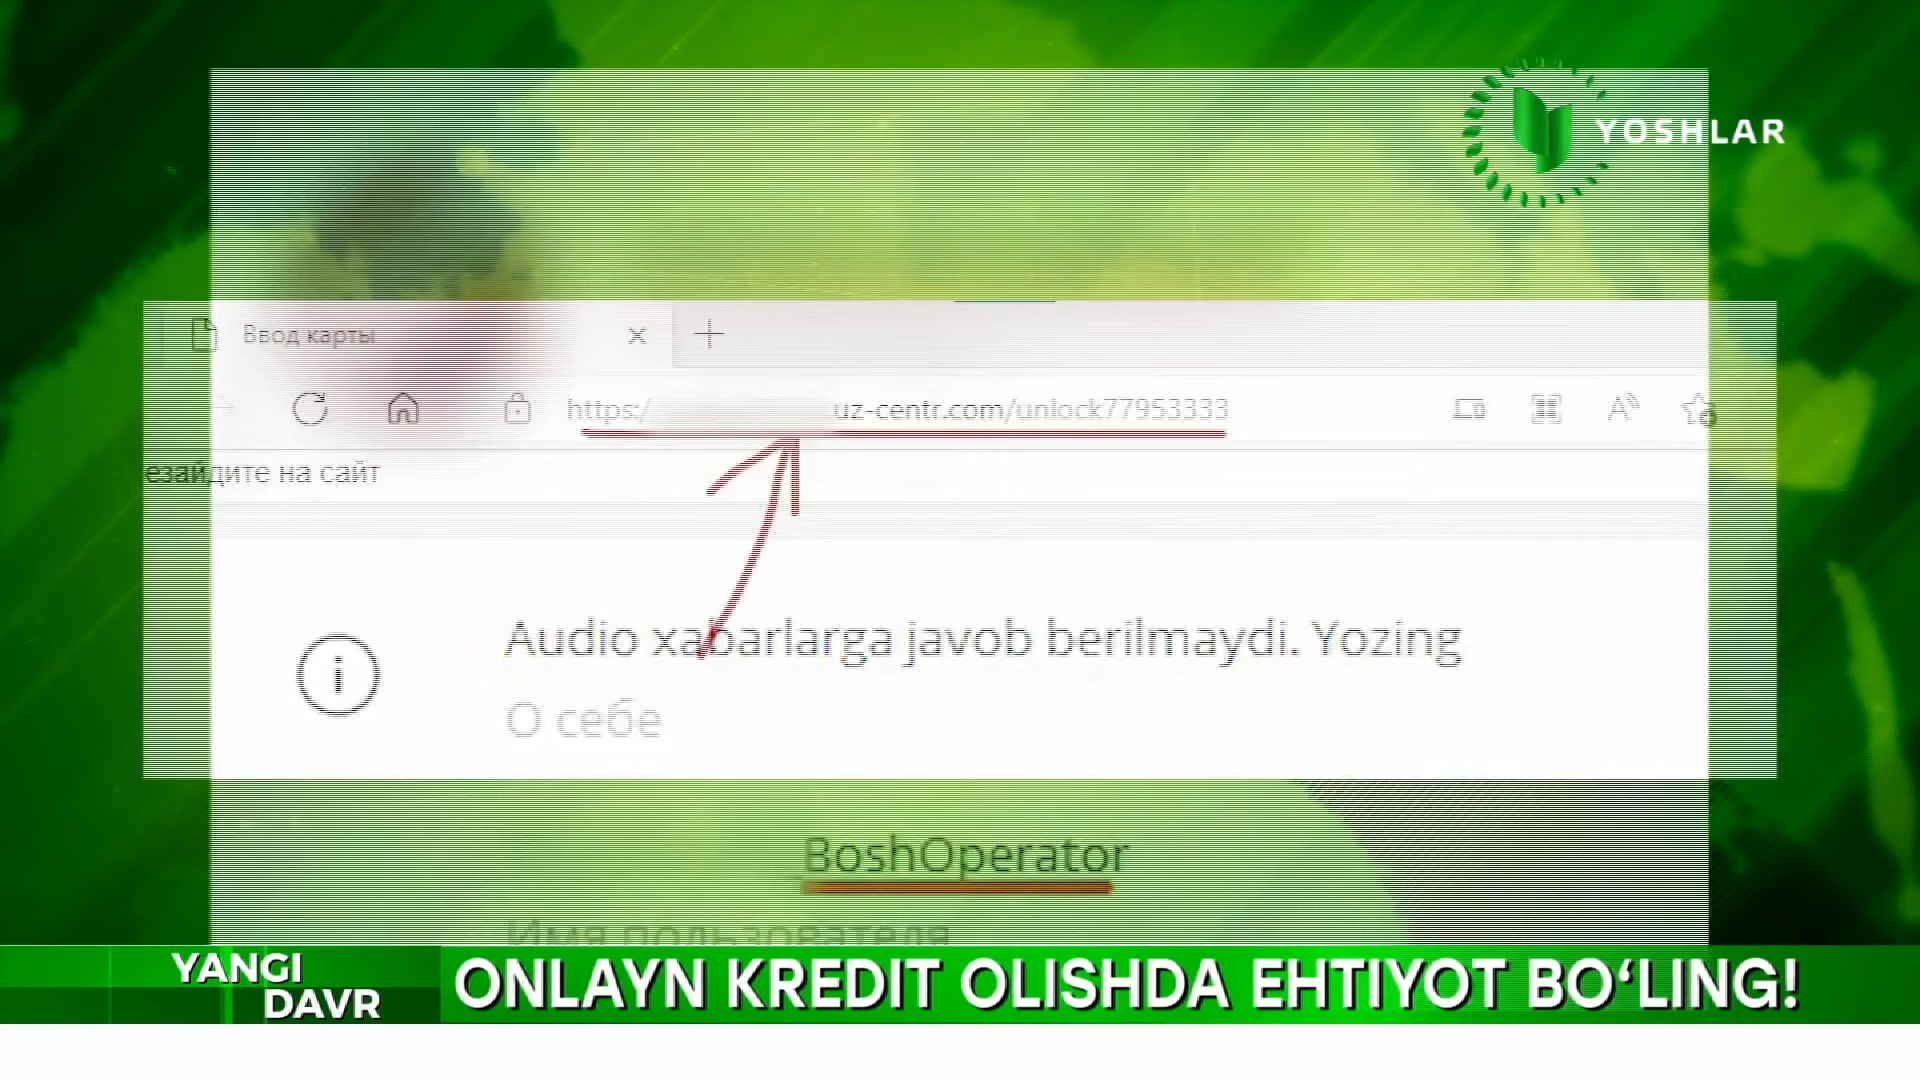 YOSHLAR
Ввод карты
https:/ uz-centr.com/unlock77953333
езайдите на сайт
Audio xabarlarga javob berilmaydi. Yozing
О себе
BoshOperator
Имя пользователя
YANGI
DAVR
ONLAYN KREDIT OLISHDA EHTIYOT BO‘LING!